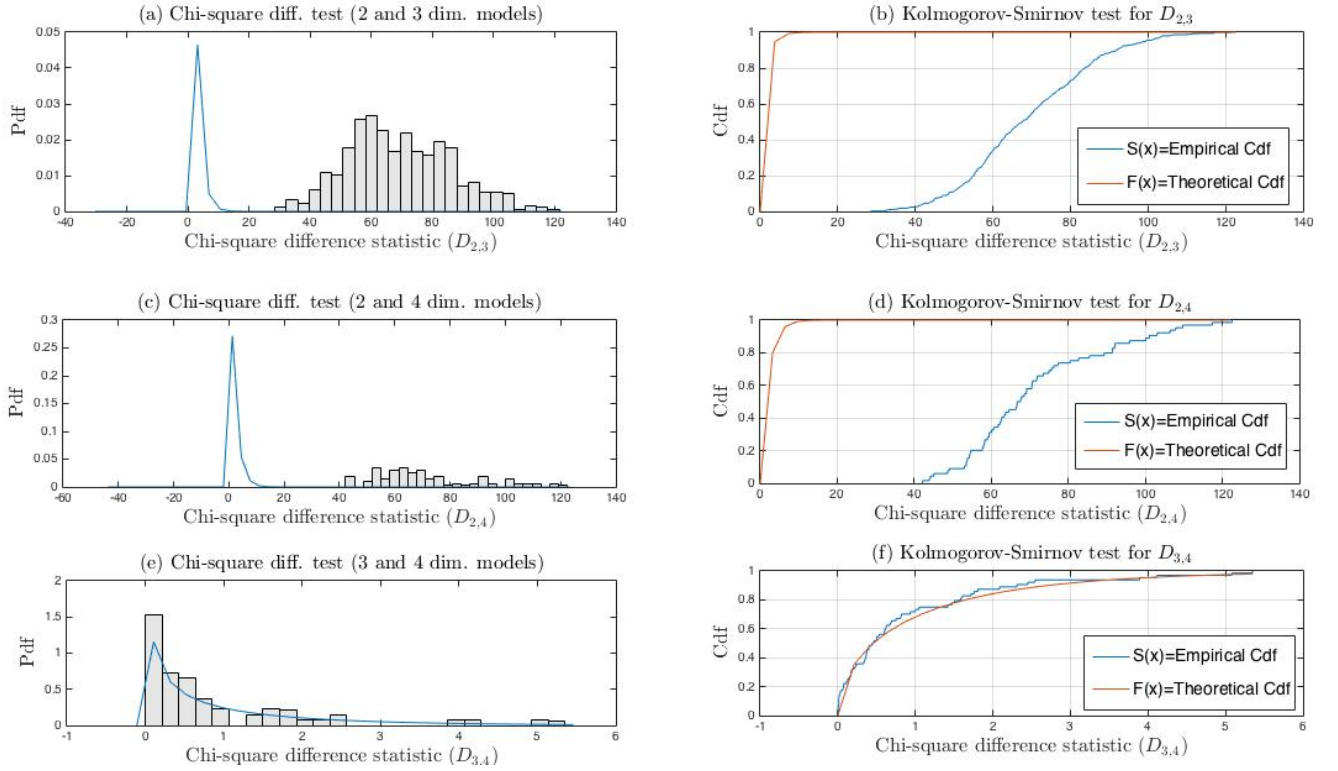 (a) Chi-square diff. test (2 and 3 dim. models)
0.05
0.04
0.03
0.02
0.01
0
-40 -20 0 20 40 60 80 100 120 140
Pdf
Chi-square difference statistic (D2,3)
(b) Kolmogorov-Smirnov test for D2,3
1
0.8
0.6
0.4
0.2
0
0 20 40 60 80 100 120 140
Cdf
S(x)=Empirical Cdf
F(x)=Theoretical Cdf
Chi-square difference statistic (D2,3)
(c) Chi-square diff. test (2 and 4 dim. models)
0.3
0.25
0.2
0.15
0.1
0.05
0
-60 -40 -20 0 20 40 60 80 100 120 140
Pdf
Chi-square difference statistic (D2,4)
(d) Kolmogorov-Smirnov test for D2,4
1
0.8
0.6
0.4
0.2
0
0 20 40 60 80 100 120 140
Cdf
S(x)=Empirical Cdf
F(x)=Theoretical Cdf
Chi-square difference statistic (D2,4)
(e) Chi-square diff. test (3 and 4 dim. models)
2
1.5
1
0.5
0
-1 0 1 2 3 4 5 6
Pdf
Chi-square difference statistic (D3,4)
(f) Kolmogorov-Smirnov test for D3,4
1
0.8
0.6
0.4
0.2
0
-1 0 1 2 3 4 5 6
Cdf
S(x)=Empirical Cdf
F(x)=Theoretical Cdf
Chi-square difference statistic (D3,4)